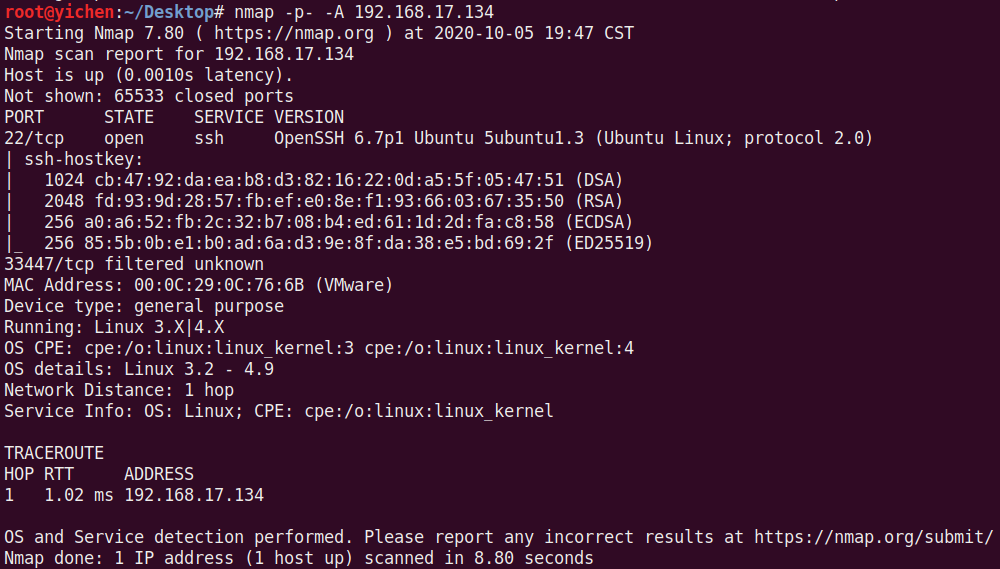 root@yichen:~/Desktop# nmap -p- -A 192.168.17.134
Starting Nmap 7.80 ( https://nmap.org ) at 2020-10-05 19:47 CST
Nmap scan report for 192.168.17.134
Host is up (0.0010s latency).
Not shown: 65533 closed ports
PORT      STATE    SERVICE VERSION
22/tcp    open     ssh     OpenSSH 6.7p1 Ubuntu 5ubuntu1.3 (Ubuntu Linux; protocol 2.0)
| ssh-hostkey:
|   1024 cb:47:92:da:ea:b8:d3:82:16:22:0d:a5:5f:05:47:51 (DSA)
|   2048 fd:93:9d:28:57:fb:ef:e0:8e:f1:93:66:03:67:35:50 (RSA)
|   256 a0:a6:52:fb:2c:32:b7:08:b4:ed:61:1d:2d:fa:c8:58 (ECDSA)
|_  256 85:5b:0b:e1:b0:ad:6a:d3:9e:8f:da:38:e5:bd:69:2f (ED25519)
33447/tcp filtered unknown
MAC Address: 00:0C:29:0C:76:6B (VMware)
Device type: general purpose
Running: Linux 3.X|4.X
OS CPE: cpe:/o:linux:linux_kernel:3 cpe:/o:linux:linux_kernel:4
OS details: Linux 3.2 - 4.9
Network Distance: 1 hop
Service Info: OS: Linux; CPE: cpe:/o:linux:linux_kernel
TRACEROUTE
HOP RTT     ADDRESS
1   1.02 ms 192.168.17.134
OS and Service detection performed. Please report any incorrect results at https://nmap.org/submit/
Nmap done: 1 IP address (1 host up) scanned in 8.80 seconds